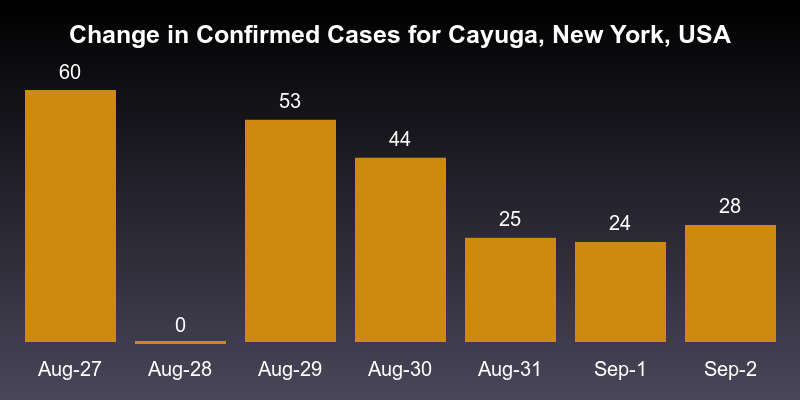 Change in Confirmed Cases for Cayuga, New York, USA
60
0
53
44
25
24
28
Aug-27
Aug-28
Aug-29
Aug-30
Aug-31
Sep-1
Sep-2